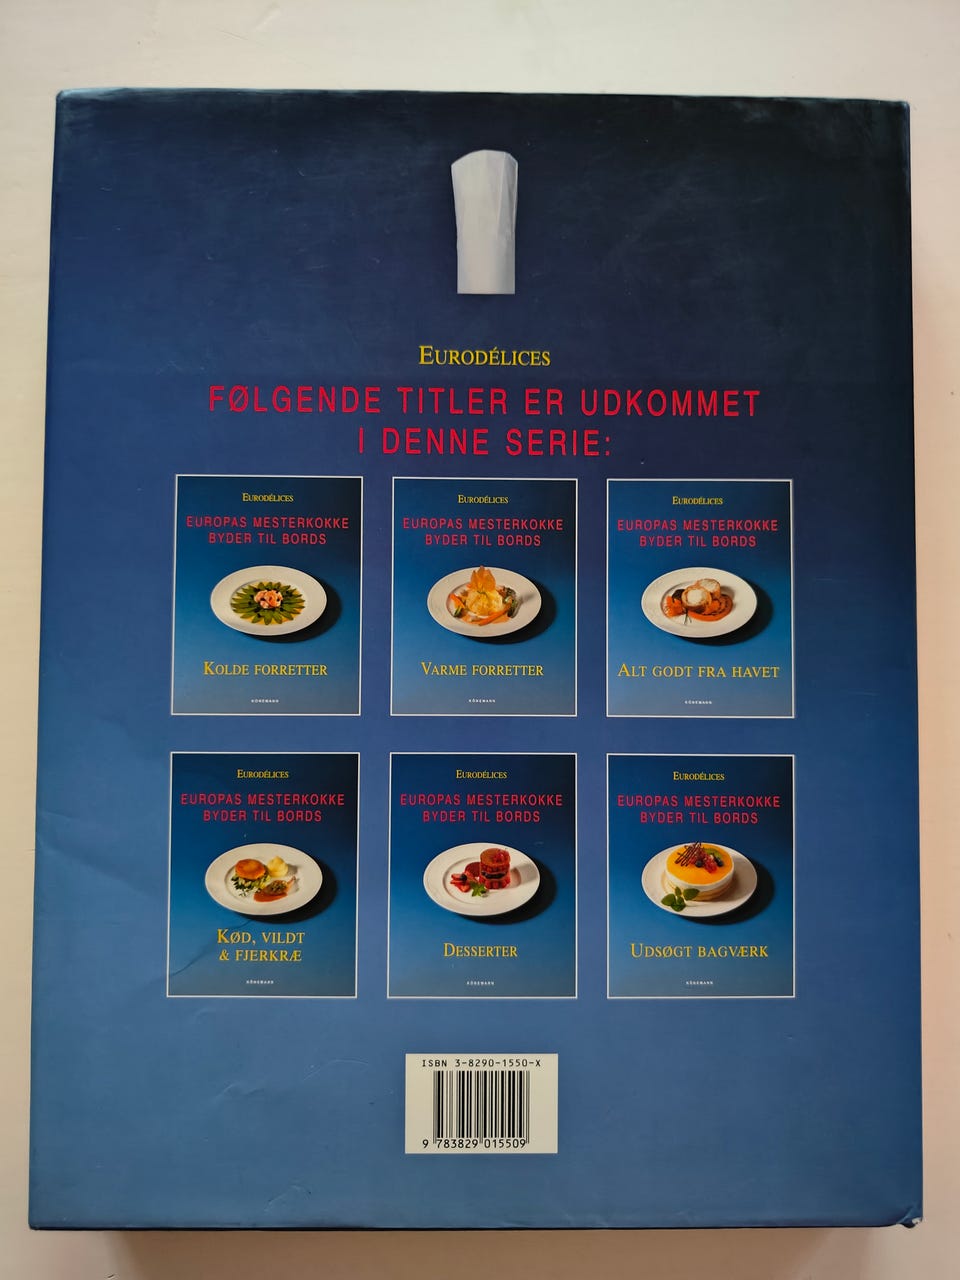 EURODÉLICES
FØLGENDE TITLER ER UDKOMMET
I DENNE SERIE:
EURODÉLICES
EUROPAS MESTERKOKKE
BYDER TIL BORDS
KOLDE FORRETTER
KÖNEMANN
EURODÉLICES
EUROPAS MESTERKOKKE
BYDER TIL BORDS
VARME FORRETTER
KÖNEMANN
EURODÉLICES
EUROPAS MESTERKOKKE
BYDER TIL BORDS
ALT GODT FRA HAVET
KÖNEMANN
EURODÉLICES
EUROPAS MESTERKOKKE
BYDER TIL BORDS
KØD, VILDT
& FJERKRÆ
KÖNEMANN
EURODÉLICES
EUROPAS MESTERKOKKE
BYDER TIL BORDS
DESSERTER
KÖNEMANN
EURODÉLICES
EUROPAS MESTERKOKKE
BYDER TIL BORDS
UDSØGT BAGVÆRK
KÖNEMANN
ISBN 3-8290-1550-X
9 783829 015509